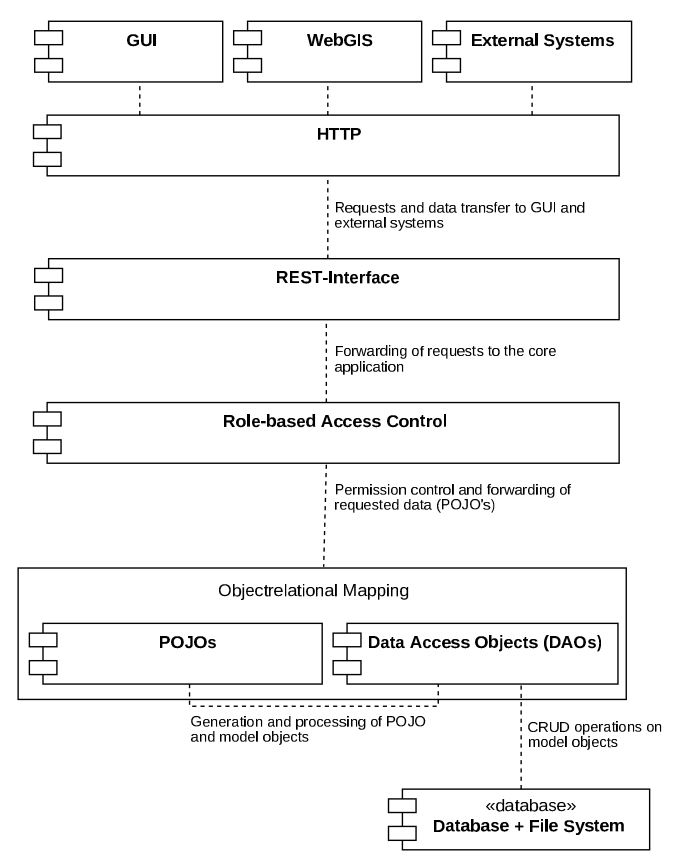 GUI
WebGIS
External Systems
HTTP
Requests and data transfer to GUI and
external systems
REST-Interface
Forwarding of requests to the core
application
Role-based Access Control
Permission control and forwarding of
requested data (POJO's)
Objectrelational Mapping
POJOs
Data Access Objects (DAOs)
Generation and processing of POJO
and model objects
CRUD operations on
model objects
«database»
Database + File System